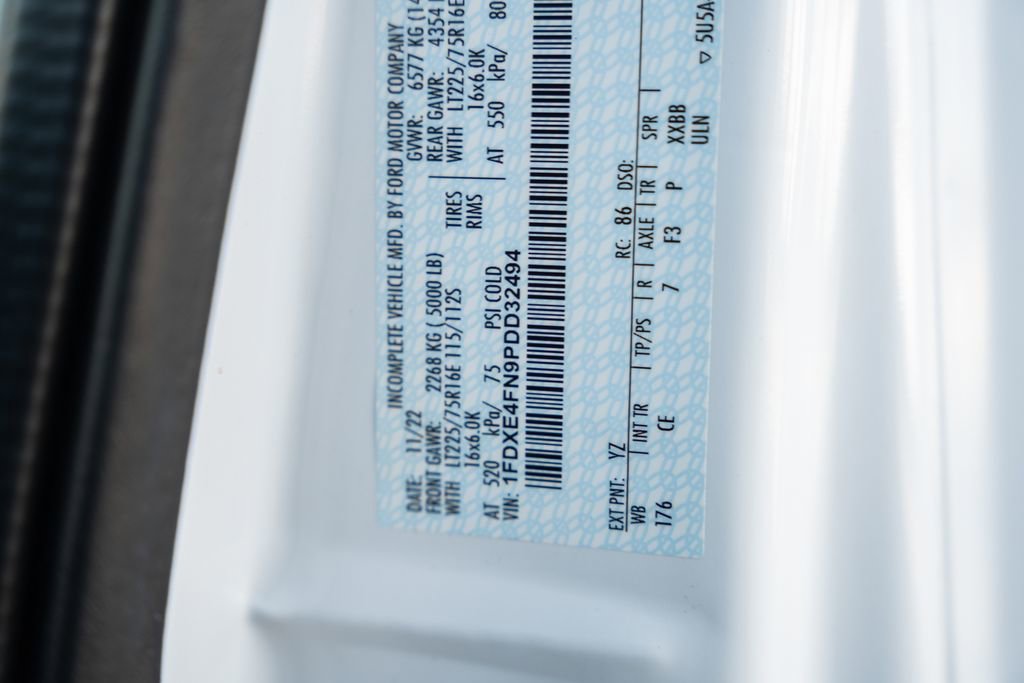 INCOMPLETE VEHICLE MFD. BY FORD MOTOR COMPANY
DATE: 11/22 GVWR: 6577 KG (14
FRONT GAWR: 2268 KG ( 5000 LB) REAR GAWR: 4354
WITH LT225/75R16E 115/112S TIRES WITH LT225/75R16E
16x6.0K RIMS 16x6.0K
AT 520 kPa/ 75 PSI COLD AT 550 kPa/ 80
VIN: 1FDXE4FN9PDD32494
EXT PNT: YZ RC: 86 DSO:
WB INT TR TP/PS R AXLE TR SPR
176 CE 7 F3 P XXBB
ULN
▽ 5U5A-